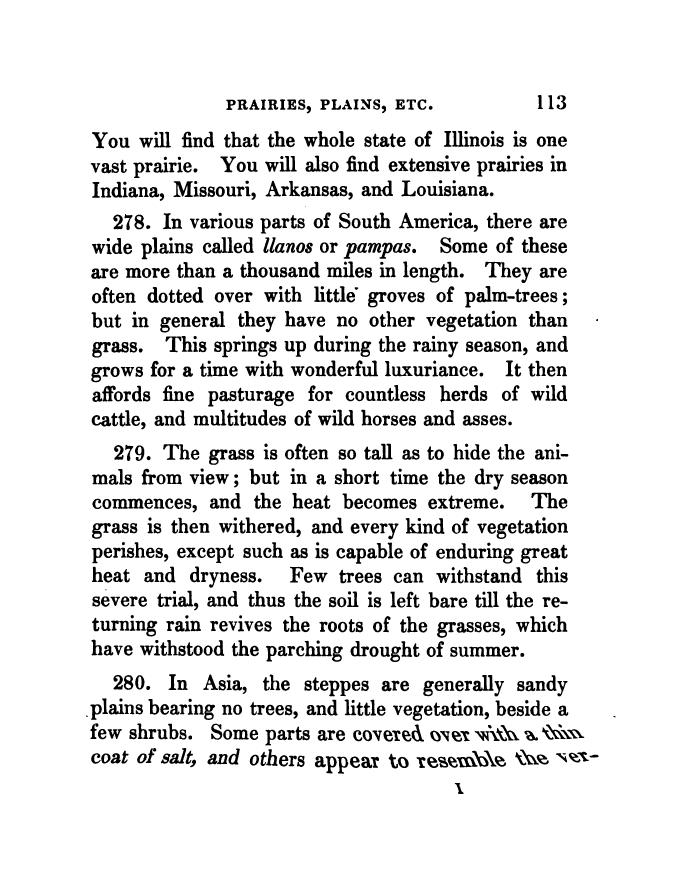 PRAIRIES, PLAINS, ETC. 113
You will find that the whole state of Illinois is one
vast prairie. You will also find extensive prairies in
Indiana, Missouri, Arkansas, and Louisiana.
278. In various parts of South America, there are
wide plains called llanos or pampas. Some of these
are more than a thousand miles in length. They are
often dotted over with little groves of palm-trees;
but in general they have no other vegetation than
grass. This springs up during the rainy season, and
grows for a time with wonderful luxuriance. It then
affords fine pasturage for countless herds of wild
cattle, and multitudes of wild horses and asses.
279. The grass is often so tall as to hide the ani-
mals from view; but in a short time the dry season
commences, and the heat becomes extreme. The
grass is then withered, and every kind of vegetation
perishes, except such as is capable of enduring great
heat and dryness. Few trees can withstand this
severe trial, and thus the soil is left bare till the re-
turning rain revives the roots of the grasses, which
have withstood the parching drought of summer.
280. In Asia, the steppes are generally sandy
plains bearing no trees, and little vegetation, beside a
few shrubs. Some parts are covered over with a thin
coat of salt, and others appear to resemble the ver-